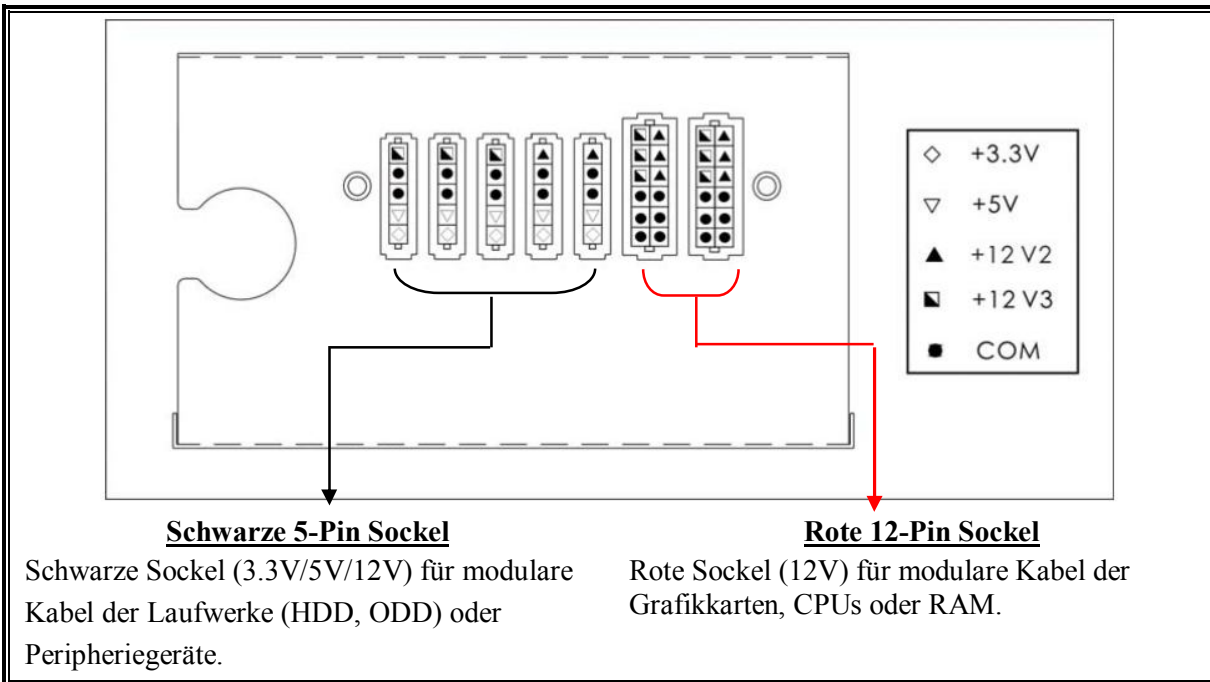 +3.3V
+5V
+12 V2
+12 V3
COM
Schwarze 5-Pin Sockel
Schwarze Sockel (3.3V/5V/12V) für modulare
Kabel der Laufwerke (HDD, ODD) oder
Peripheriegeräte.
Rote 12-Pin Sockel
Rote Sockel (12V) für modulare Kabel der
Grafikkarten, CPUs oder RAM.